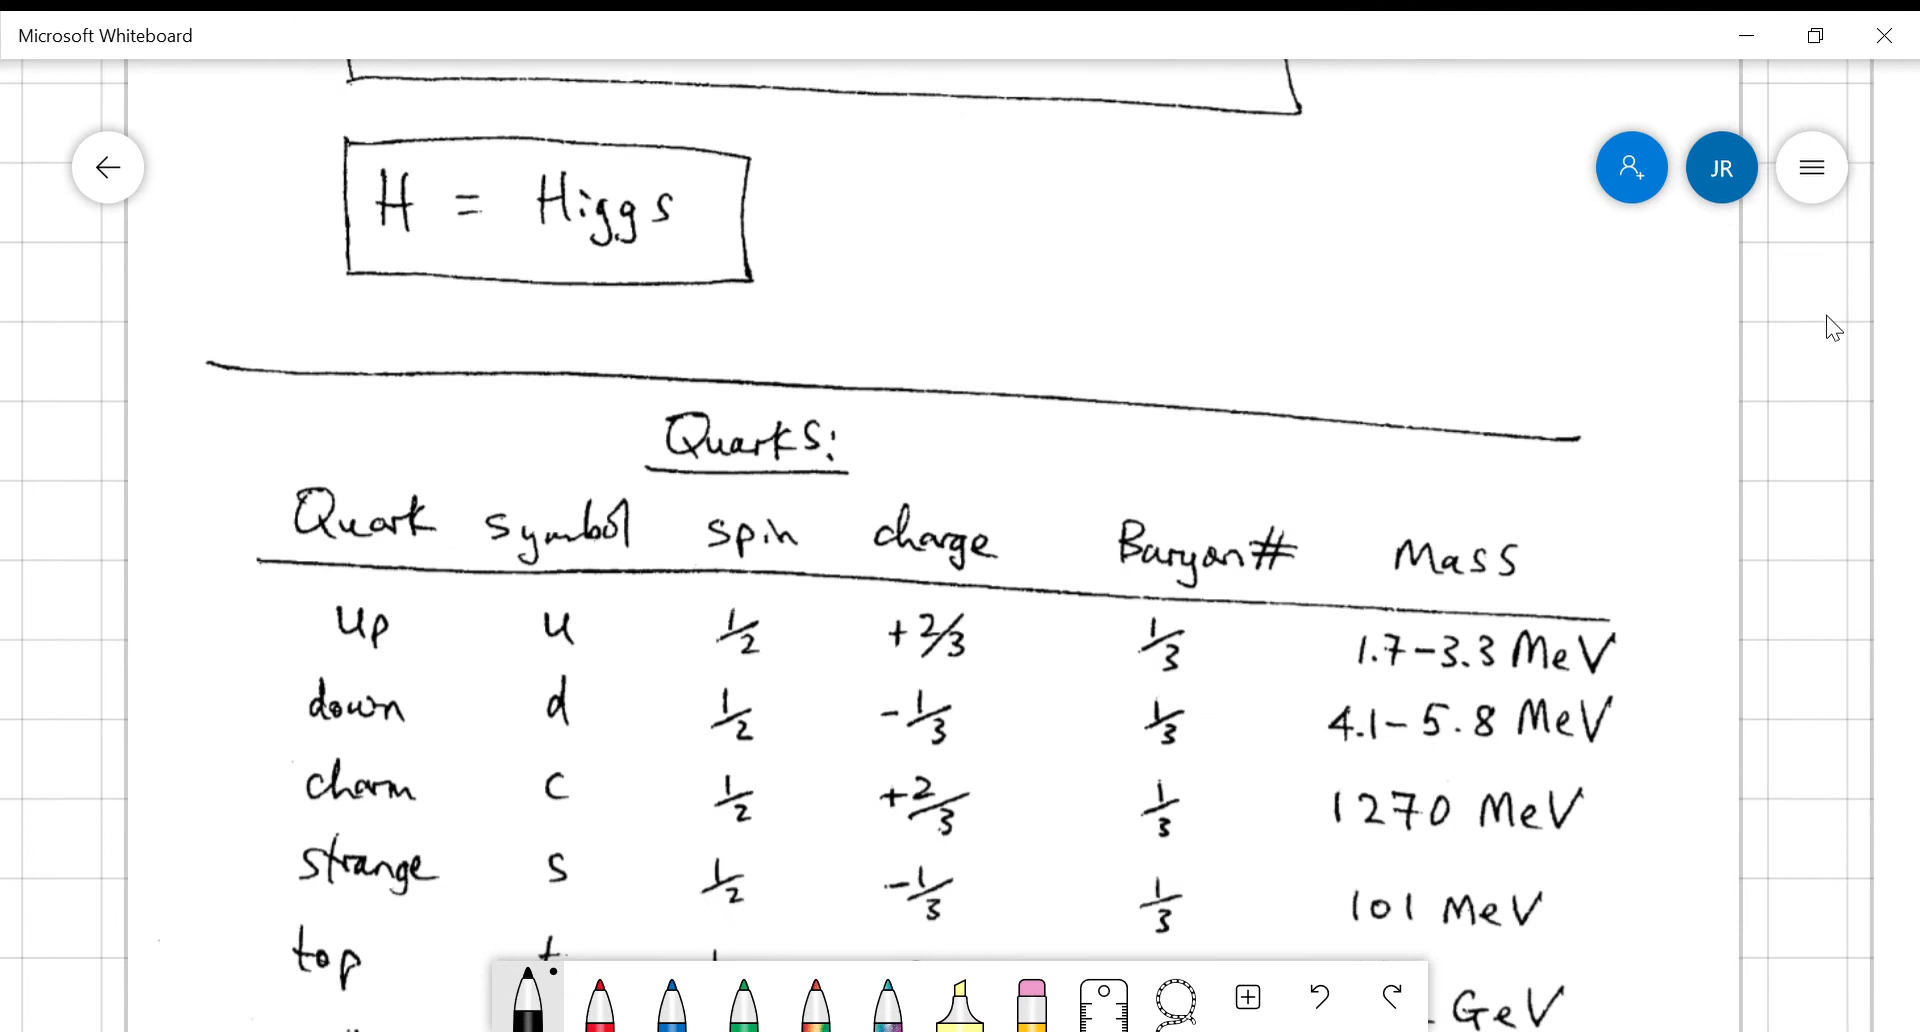 Microsoft Whiteboard
JR
H = Higgs
Quarks:
Quark symbol spin charge Baryon# Mass
up u 1/2 +2/3 1/3 1.7-3.3 MeV
down d 1/2 -1/3 1/3 4.1-5.8 MeV
charm c 1/2 +2/3 1/3 1270 MeV
strange s 1/2 -1/3 1/3 101 MeV
top GeV